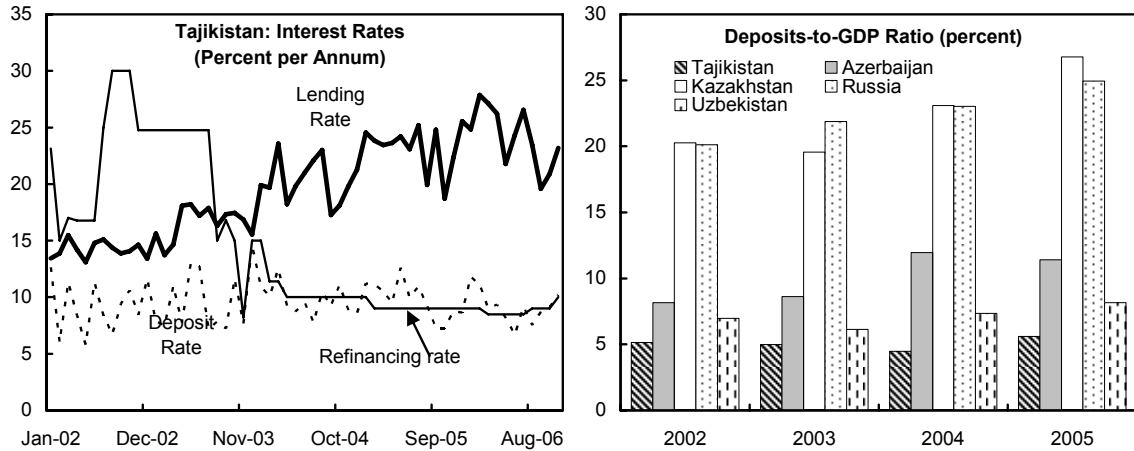 Tajikistan: Interest Rates
(Percent per Annum)
35
30
25
20
15
10
5
0
Lending
Rate
Deposit
Rate
Refinancing rate
Jan-02 Dec-02 Nov-03 Oct-04 Sep-05 Aug-06
Deposits-to-GDP Ratio (percent)
Tajikistan Azerbaijan
Kazakhstan Russia
Uzbekistan
30
25
20
15
10
5
0
2002 2003 2004 2005